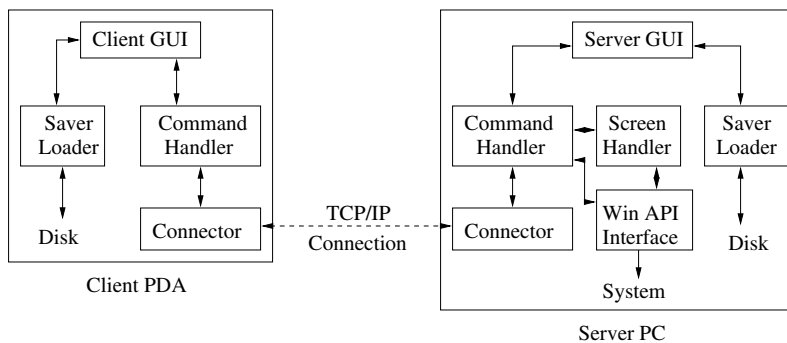 Client GUI
Saver
Loader
Command
Handler
Disk
Connector
Client PDA
TCP/IP
Connection
Server GUI
Command
Handler
Screen
Handler
Saver
Loader
Connector
Win API
Interface
Disk
System
Server PC